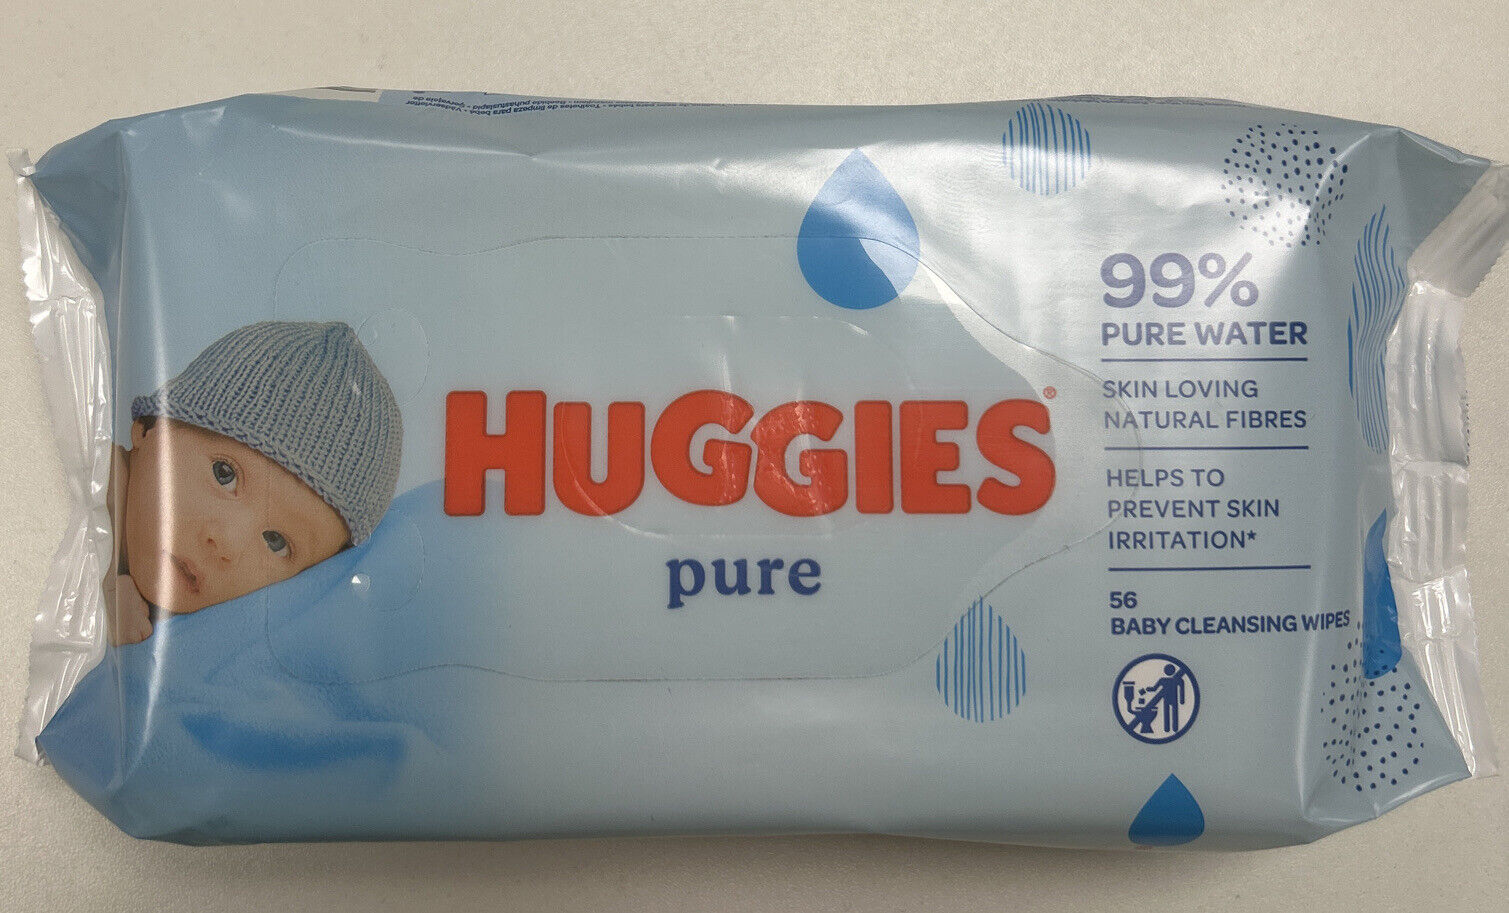 HUGGIES®
pure
99%
PURE WATER
SKIN LOVING
NATURAL FIBRES
HELPS TO
PREVENT SKIN
IRRITATION*
56
BABY CLEANSING WIPES